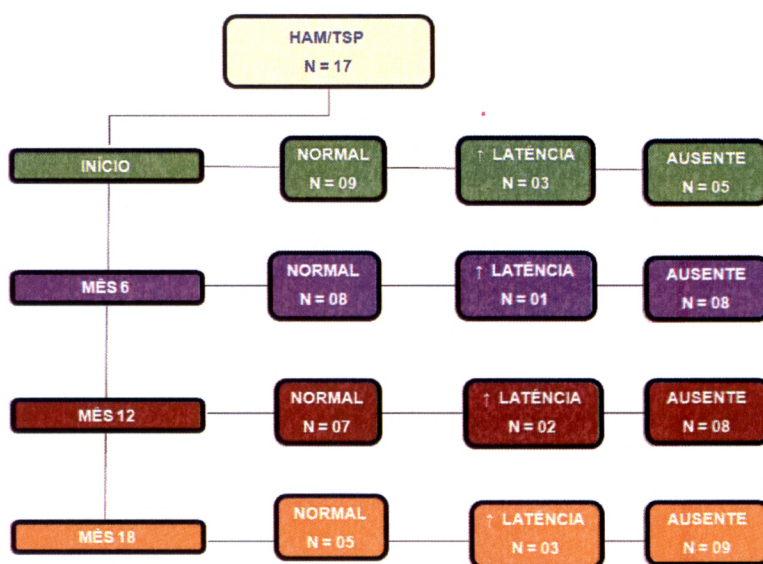 HAM/TSP
N = 17
INÍCIO
NORMAL
N = 09
↑ LATÊNCIA
N = 03
AUSENTE
N = 05
MÊS 6
NORMAL
N = 08
↑ LATÊNCIA
N = 01
AUSENTE
N = 08
MÊS 12
NORMAL
N = 07
↑ LATÊNCIA
N = 02
AUSENTE
N = 08
MÊS 18
NORMAL
N = 05
↑ LATÊNCIA
N = 03
AUSENTE
N = 09